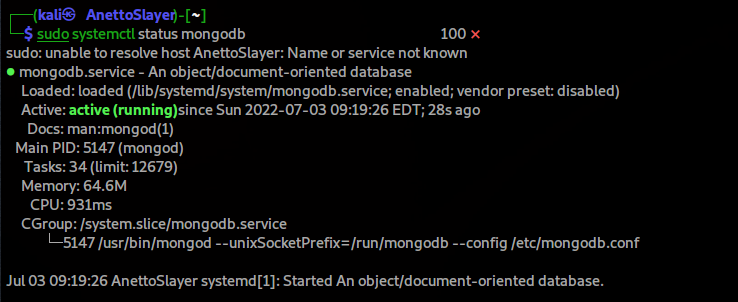 ┌──(kali㉿ AnettoSlayer)-[~]
└─$ sudo systemctl status mongodb 100 ⨯
sudo: unable to resolve host AnettoSlayer: Name or service not known
● mongodb.service - An object/document-oriented database
Loaded: loaded (/lib/systemd/system/mongodb.service; enabled; vendor preset: disabled)
Active: active (running)since Sun 2022-07-03 09:19:26 EDT; 28s ago
Docs: man:mongod(1)
Main PID: 5147 (mongod)
Tasks: 34 (limit: 12679)
Memory: 64.6M
CPU: 931ms
CGroup: /system.slice/mongodb.service
└─5147 /usr/bin/mongod --unixSocketPrefix=/run/mongodb --config /etc/mongodb.conf
Jul 03 09:19:26 AnettoSlayer systemd[1]: Started An object/document-oriented database.